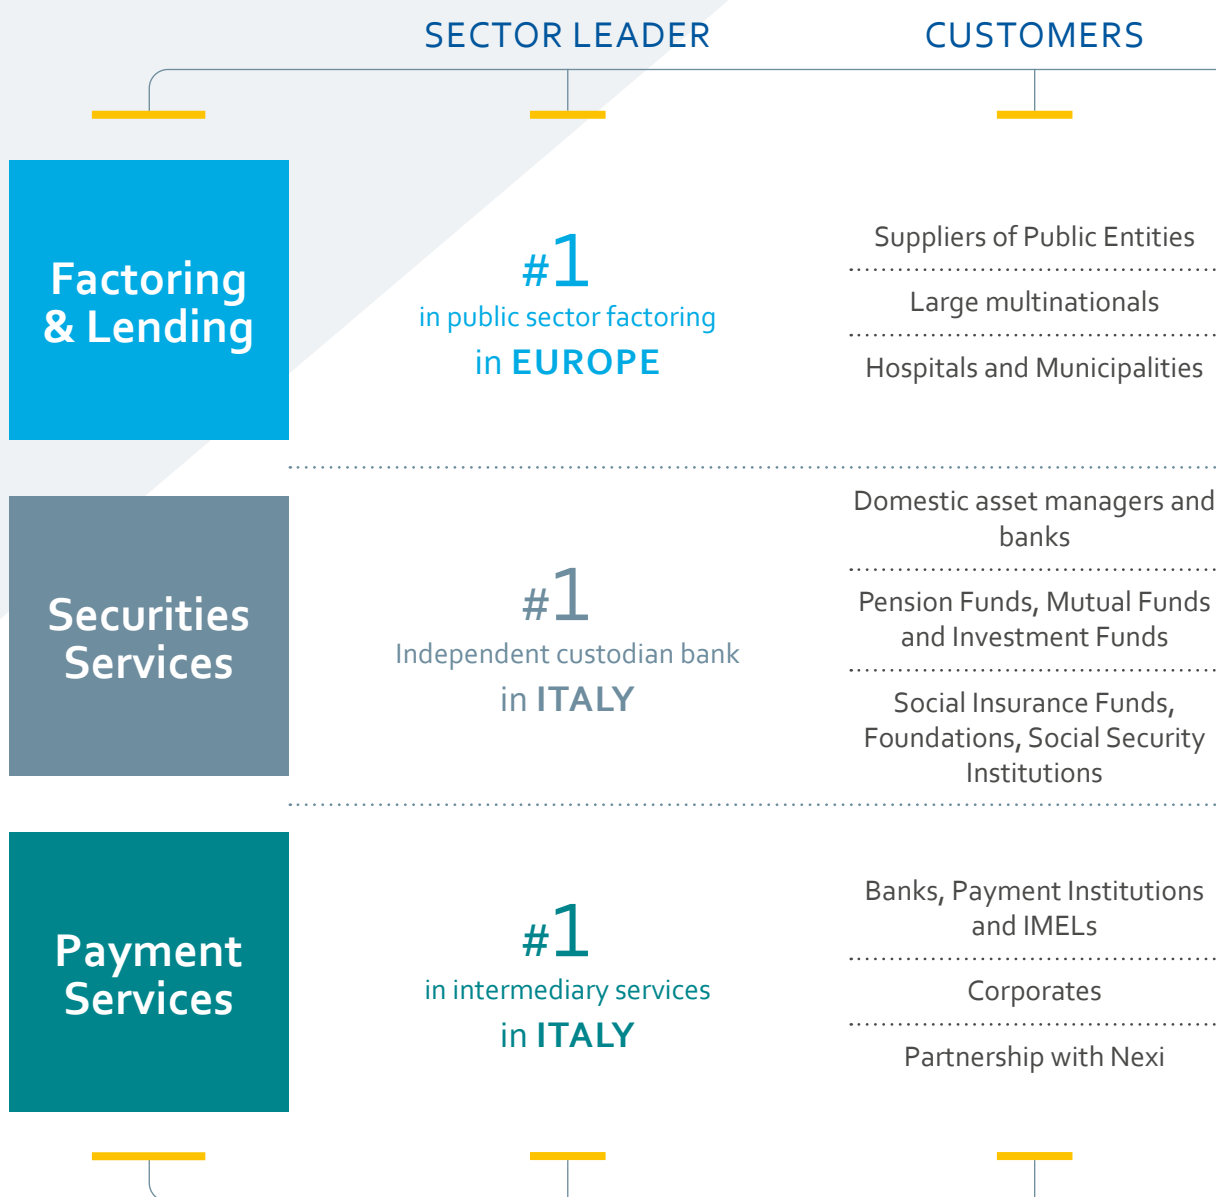 SECTOR LEADER
CUSTOMERS
Factoring
& Lending
#1
in public sector factoring
in EUROPE
Suppliers of Public Entities
Large multinationals
Hospitals and Municipalities
Securities
Services
#1
Independent custodian bank
in ITALY
Domestic asset managers and
banks
Pension Funds, Mutual Funds
and Investment Funds
Social Insurance Funds,
Foundations, Social Security
Institutions
Payment
Services
#1
in intermediary services
in ITALY
Banks, Payment Institutions
and IMELs
Corporates
Partnership with Nexi